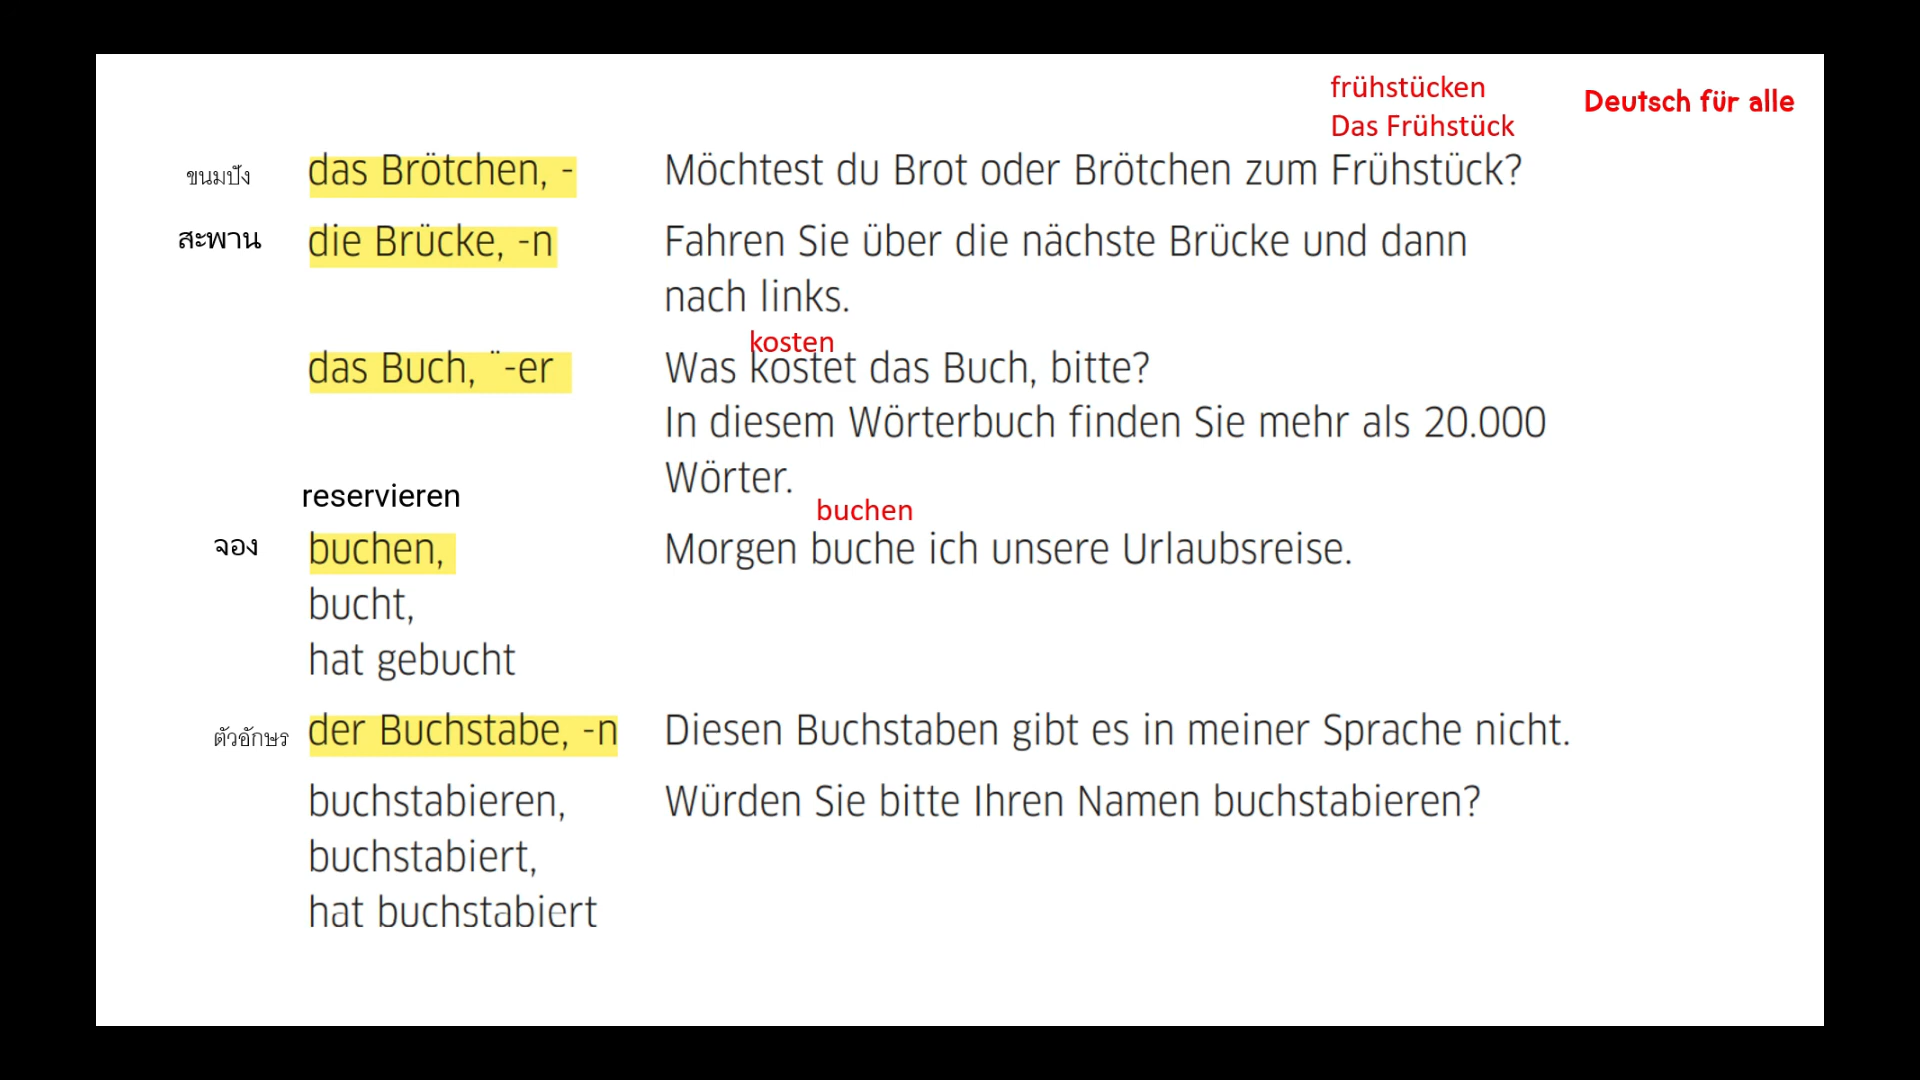 frühstücken
Deutsch für alle
Das Frühstück
ขนมปัง das Brötchen, - Möchtest du Brot oder Brötchen zum Frühstück?
สะพาน die Brücke, -n Fahren Sie über die nächste Brücke und dann
nach links.
kosten
das Buch, ¨-er Was kostet das Buch, bitte?
In diesem Wörterbuch finden Sie mehr als 20.000
Wörter.
reservieren
buchen
จอง buchen, Morgen buche ich unsere Urlaubsreise.
bucht,
hat gebucht
ตัวอักษร der Buchstabe, -n Diesen Buchstaben gibt es in meiner Sprache nicht.
buchstabieren, Würden Sie bitte Ihren Namen buchstabieren?
buchstabiert,
hat buchstabiert